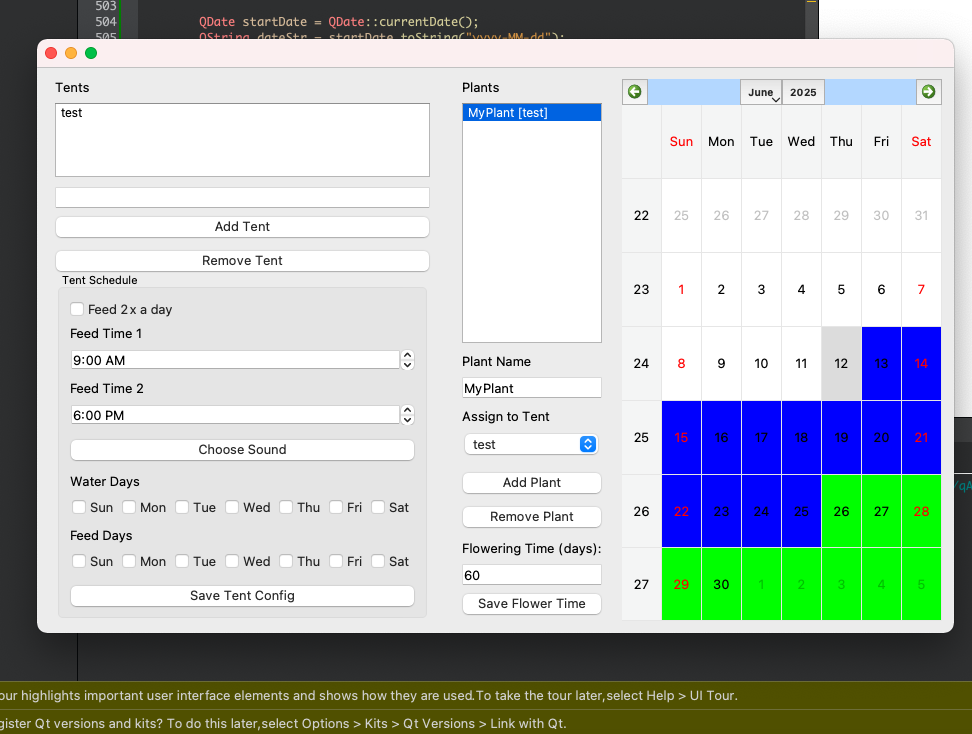 503
504 QDate startDate = QDate::currentDate();
505 QString dateStr = startDate.toString("yyyy-MM-dd");
Tents
test
Add Tent
Remove Tent
Tent Schedule
Feed 2x a day
Feed Time 1
9:00 AM
Feed Time 2
6:00 PM
Choose Sound
Water Days
Sun Mon Tue Wed Thu Fri Sat
Feed Days
Sun Mon Tue Wed Thu Fri Sat
Save Tent Config
Plants
MyPlant [test]
Plant Name
MyPlant
Assign to Tent
test
Add Plant
Remove Plant
Flowering Time (days):
60
Save Flower Time
June 2025
Sun Mon Tue Wed Thu Fri Sat
22 25 26 27 28 29 30 31
23 1 2 3 4 5 6 7
24 8 9 10 11 12 13 14
25 15 16 17 18 19 20 21
26 22 23 24 25 26 27 28
27 29 30 1 2 3 4 5
/qA
our highlights important user interface elements and shows how they are used.To take the tour later,select Help > UI Tour.
gister Qt versions and kits? To do this later,select Options > Kits > Qt Versions > Link with Qt.